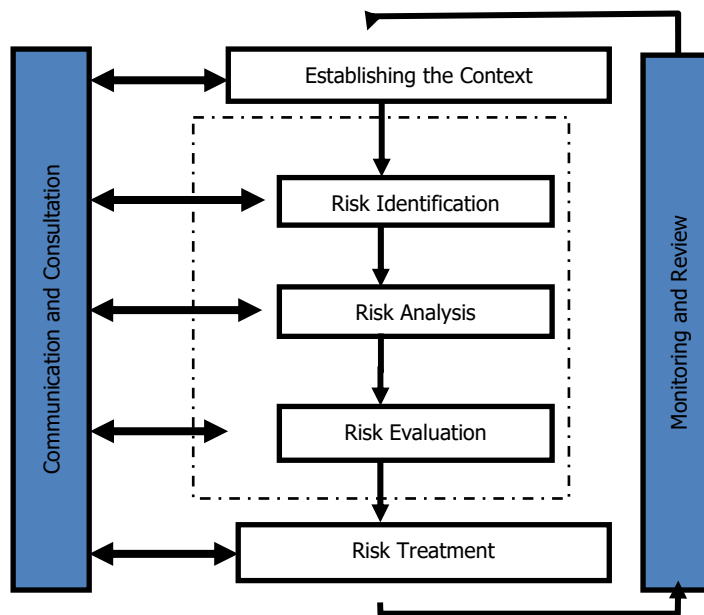 Establishing the Context
Communication and Consultation
Risk Identification
Risk Analysis
Risk Evaluation
Risk Treatment
Monitoring and Review